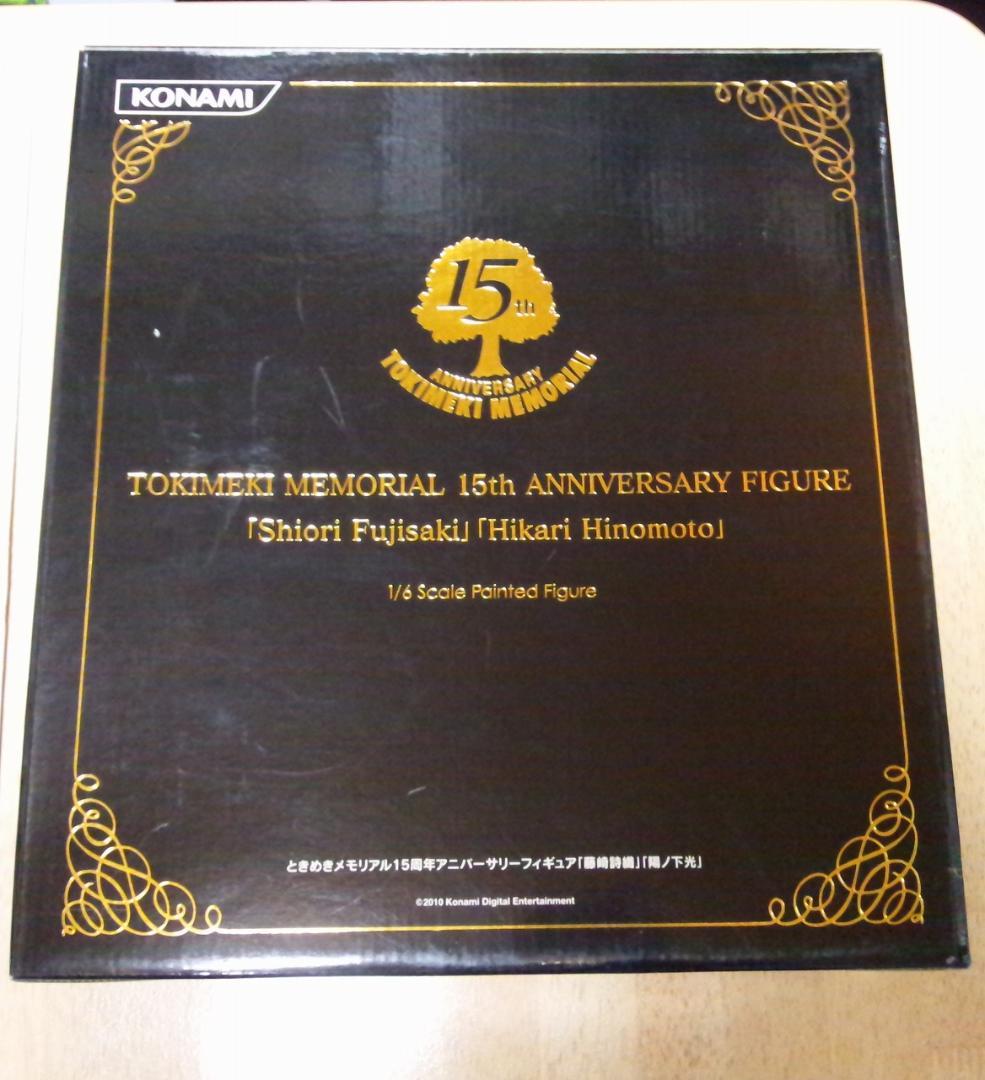 KONAMI
15th
ANNIVERSARY
TOKIMEKI MEMORIAL
TOKIMEKI MEMORIAL 15th ANNIVERSARY FIGURE
「Shiori Fujisaki」「Hikari Hinomoto」
1/6 Scale Painted Figure
ときめきメモリアル15周年アニバーサリーフィギュア「藤崎詩織」「陽ノ下光」
©2010 Konami Digital Entertainment